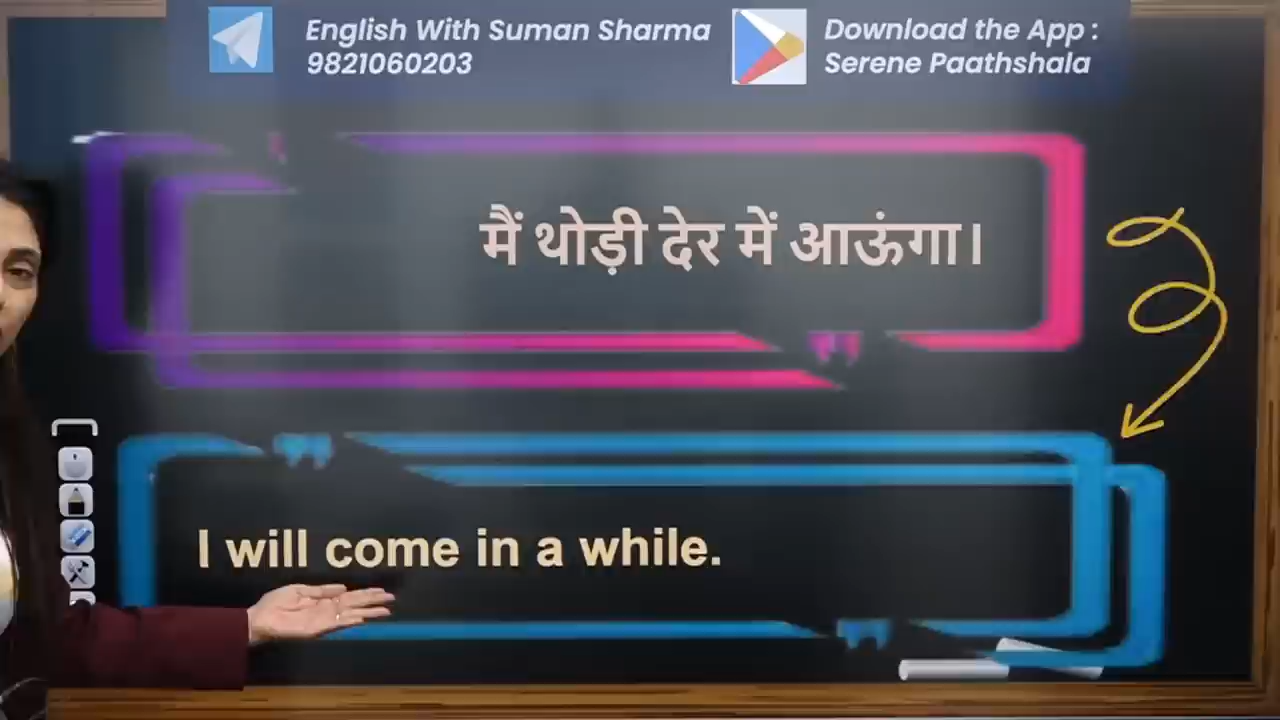 English With Suman Sharma
9821060203
Download the App :
Serene Paathshala
मैं थोड़ी देर में आऊंगा।
I will come in a while.